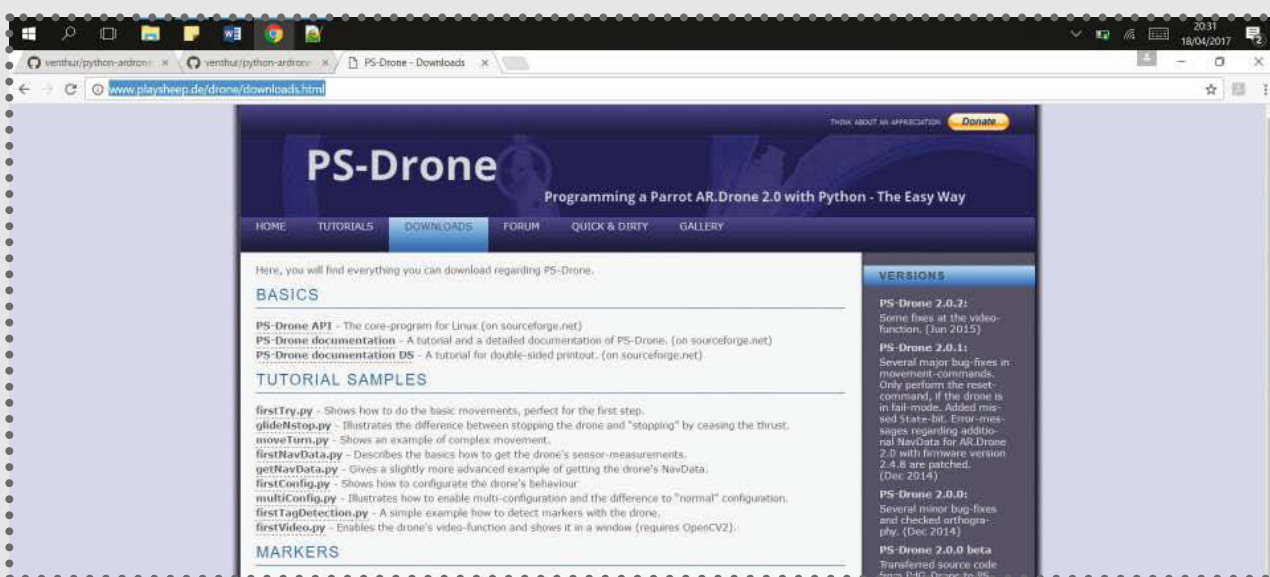 20:31
18/04/2017
2
venthur/python-ardrone
venthur/python-ardrone
PS-Drone - Downloads
www.playsheep.de/drone/downloads.html
THINK ABOUT AN APPRECIATION
Donate
PS-Drone
Programming a Parrot AR.Drone 2.0 with Python - The Easy Way
HOME TUTORIALS DOWNLOADS FORUM QUICK & DIRTY GALLERY
Here, you will find everything you can download regarding PS-Drone.
BASICS
PS-Drone API - The core-program for Linux (on sourceforge.net)
PS-Drone documentation - A tutorial and a detailed documentation of PS-Drone. (on sourceforge.net)
PS-Drone documentation DS - A tutorial for double-sided printout. (on sourceforge.net)
TUTORIAL SAMPLES
firstTry.py - Shows how to do the basic movements, perfect for the first step.
glideNstop.py - Illustrates the difference between stopping the drone and "stopping" by ceasing the thrust.
moveTurn.py - Shows an example of complex movement.
firstNavData.py - Describes the basics how to get the drone's sensor-measurements.
getNavData.py - Gives a slightly more advanced example of getting the drone's NavData.
firstConfig.py - Shows how to configurate the drone's behaviour
multiConfig.py - Illustrates how to enable multi-configuration and the difference to "normal" configuration.
firstTagDetection.py - A simple example how to detect markers with the drone.
firstVideo.py - Enables the drone's video-function and shows it in a window (requires OpenCV2).
MARKERS
VERSIONS
PS-Drone 2.0.2:
Some fixes at the video-
function. (Jun 2015)
PS-Drone 2.0.1:
Several major bug-fixes in
movement-commands.
Only perform the reset-
command, if the drone is
in fail-mode. Added mis-
sed State-bit. Error-mes-
sages regarding additio-
nal NavData for AR.Drone
2.0 with firmware version
2.4.8 are patched.
(Dec 2014)
PS-Drone 2.0.0:
Several minor bug-fixes
and checked orthogra-
phy. (Dec 2014)
PS-Drone 2.0.0 beta
Transferred source code